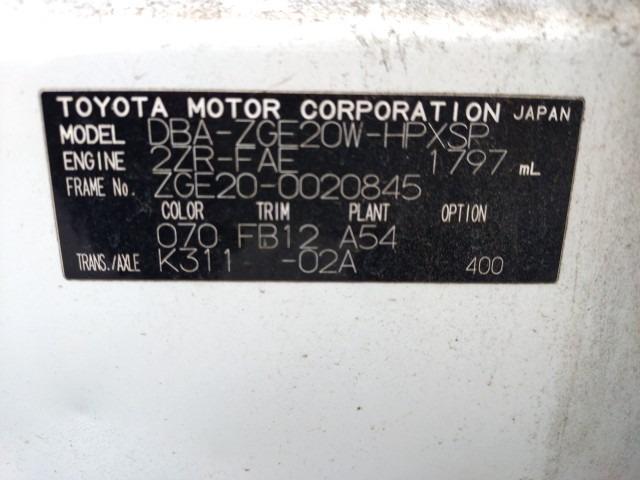 TOYOTA MOTOR CORPORATION JAPAN
MODEL DBA-ZGE20W-HPXSP
ENGINE 2ZR-FAE 1797 mL
FRAME No. ZGE20-0020845
COLOR TRIM PLANT OPTION
070 FB12 A54
TRANS./AXLE K311 -02A 400